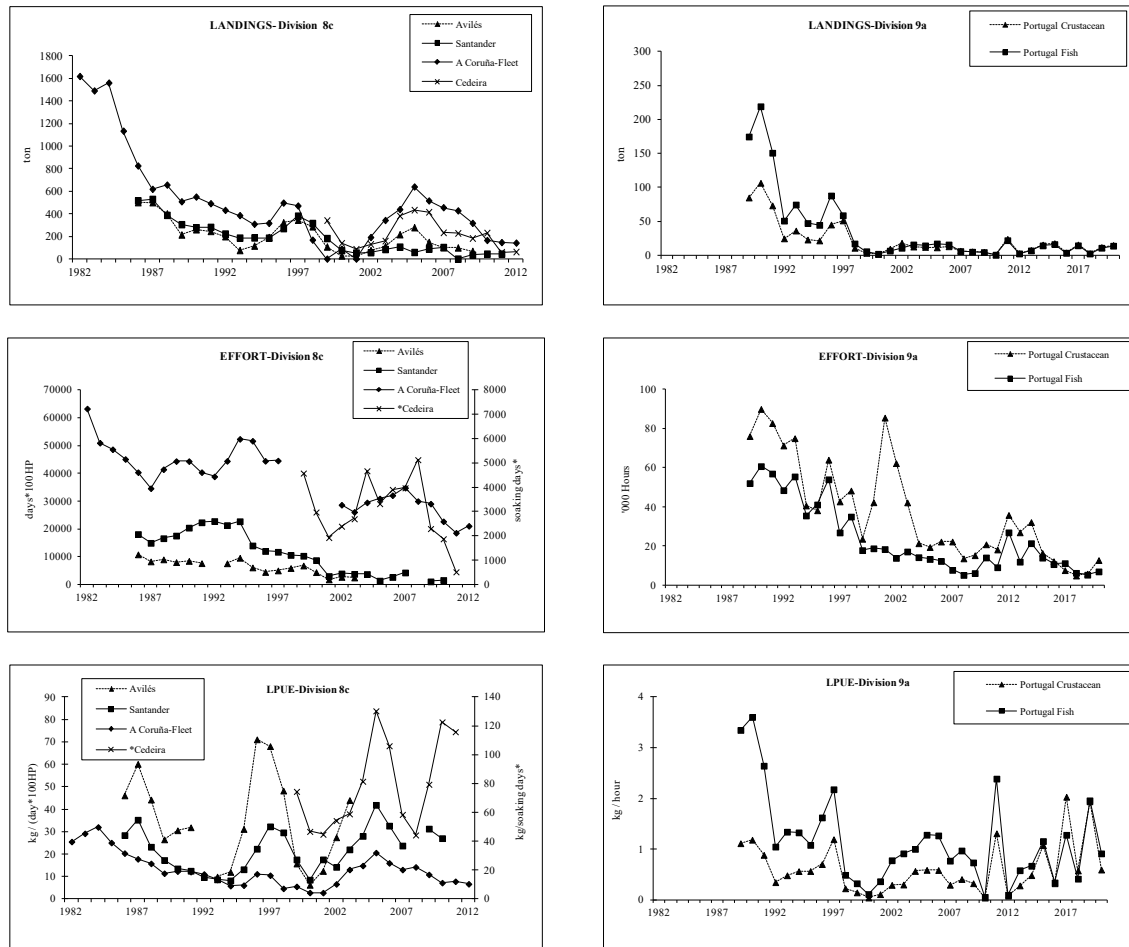 LANDINGS- Division 8c
Avilés
Santander
A Coruña-Fleet
Cedeira
ton
1800
1600
1400
1200
1000
800
600
400
200
0
1982 1987 1992 1997 2002 2007 2012
LANDINGS-Division 9a
Portugal Crustacean
Portugal Fish
ton
300
250
200
150
100
50
0
1982 1987 1992 1997 2002 2007 2012 2017
EFFORT-Division 8c
Avilés
Santander
A Coruña-Fleet
*Cedeira
days*100HP
70000
60000
50000
40000
30000
20000
10000
0
8000
7000
6000
5000
4000
3000
2000
1000
0
soaking days*
1982 1987 1992 1997 2002 2007 2012
EFFORT-Division 9a
Portugal Crustacean
Portugal Fish
'000 Hours
100
80
60
40
20
0
1982 1987 1992 1997 2002 2007 2012 2017
LPUE-Division 8c
Avilés
Santander
A Coruña-Fleet
*Cedeira
kg / (day*100HP)
90
80
70
60
50
40
30
20
10
0
140
120
100
80
60
40
20
0
kg/soaking days*
1982 1987 1992 1997 2002 2007 2012
LPUE-Division 9a
Portugal Crustacean
Portugal Fish
kg / hour
4
3
2
1
0
1982 1987 1992 1997 2002 2007 2012 2017